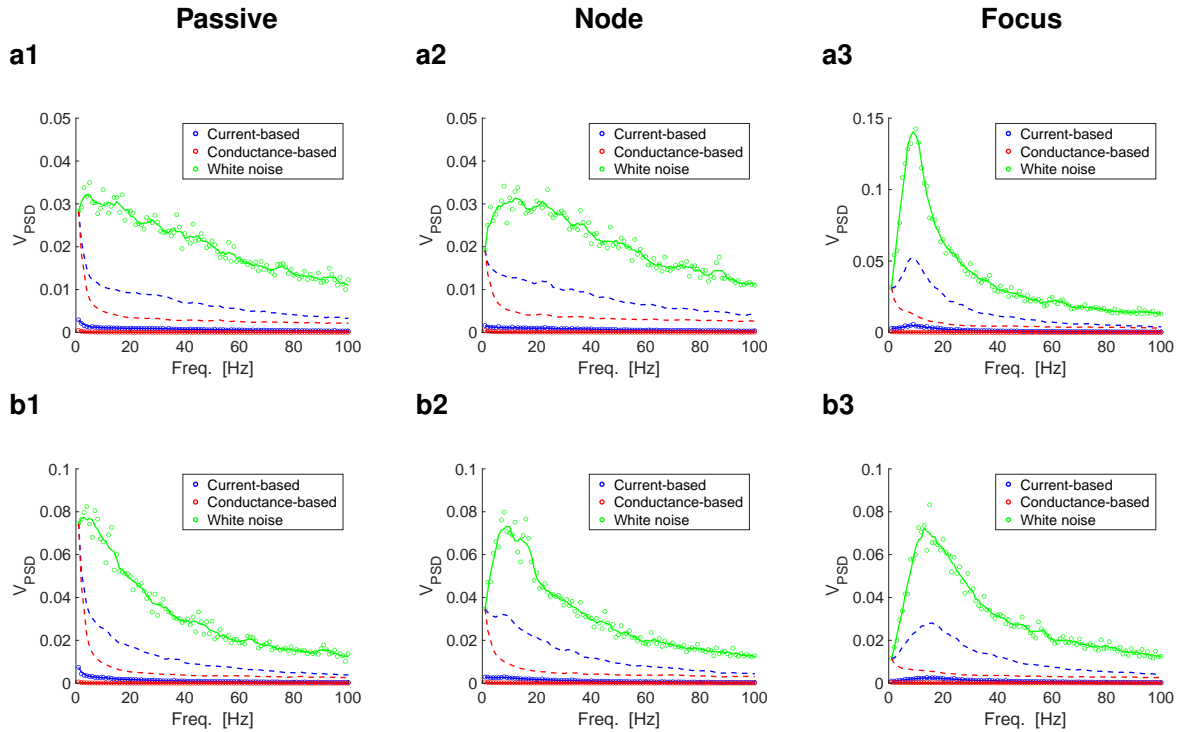 Passive
Node
Focus
a1
a2
a3
0.05
0.04
0.03
0.02
0.01
0
V_PSD
0
20
40
60
80
100
Freq. [Hz]
Current-based
Conductance-based
White noise
0.05
0.04
0.03
0.02
0.01
0
V_PSD
0
20
40
60
80
100
Freq. [Hz]
Current-based
Conductance-based
White noise
0.15
0.1
0.05
0
V_PSD
0
20
40
60
80
100
Freq. [Hz]
Current-based
Conductance-based
White noise
b1
b2
b3
0.1
0.08
0.06
0.04
0.02
0
V_PSD
0
20
40
60
80
100
Freq. [Hz]
Current-based
Conductance-based
White noise
0.1
0.08
0.06
0.04
0.02
0
V_PSD
0
20
40
60
80
100
Freq. [Hz]
Current-based
Conductance-based
White noise
0.1
0.08
0.06
0.04
0.02
0
V_PSD
0
20
40
60
80
100
Freq. [Hz]
Current-based
Conductance-based
White noise